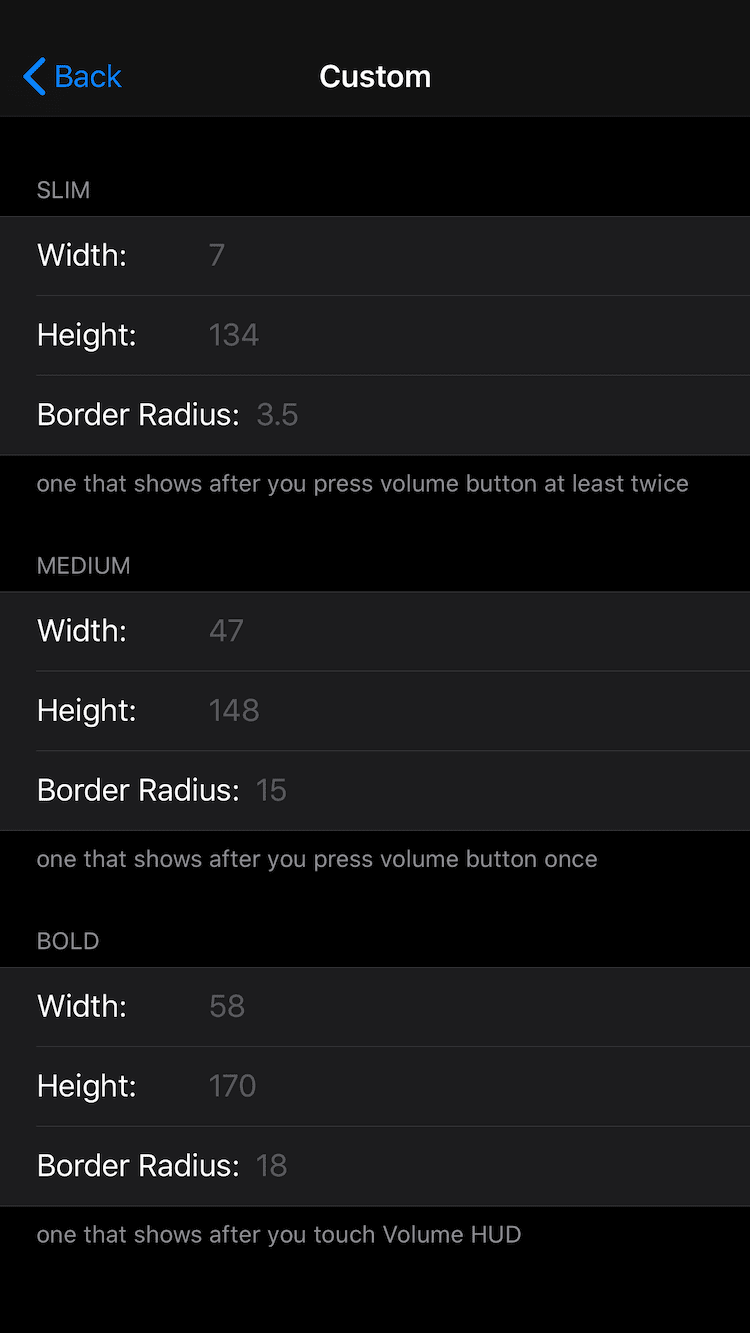 Back
Custom
SLIM
Width: 7
Height: 134
Border Radius: 3.5
one that shows after you press volume button at least twice
MEDIUM
Width: 47
Height: 148
Border Radius: 15
one that shows after you press volume button once
BOLD
Width: 58
Height: 170
Border Radius: 18
one that shows after you touch Volume HUD